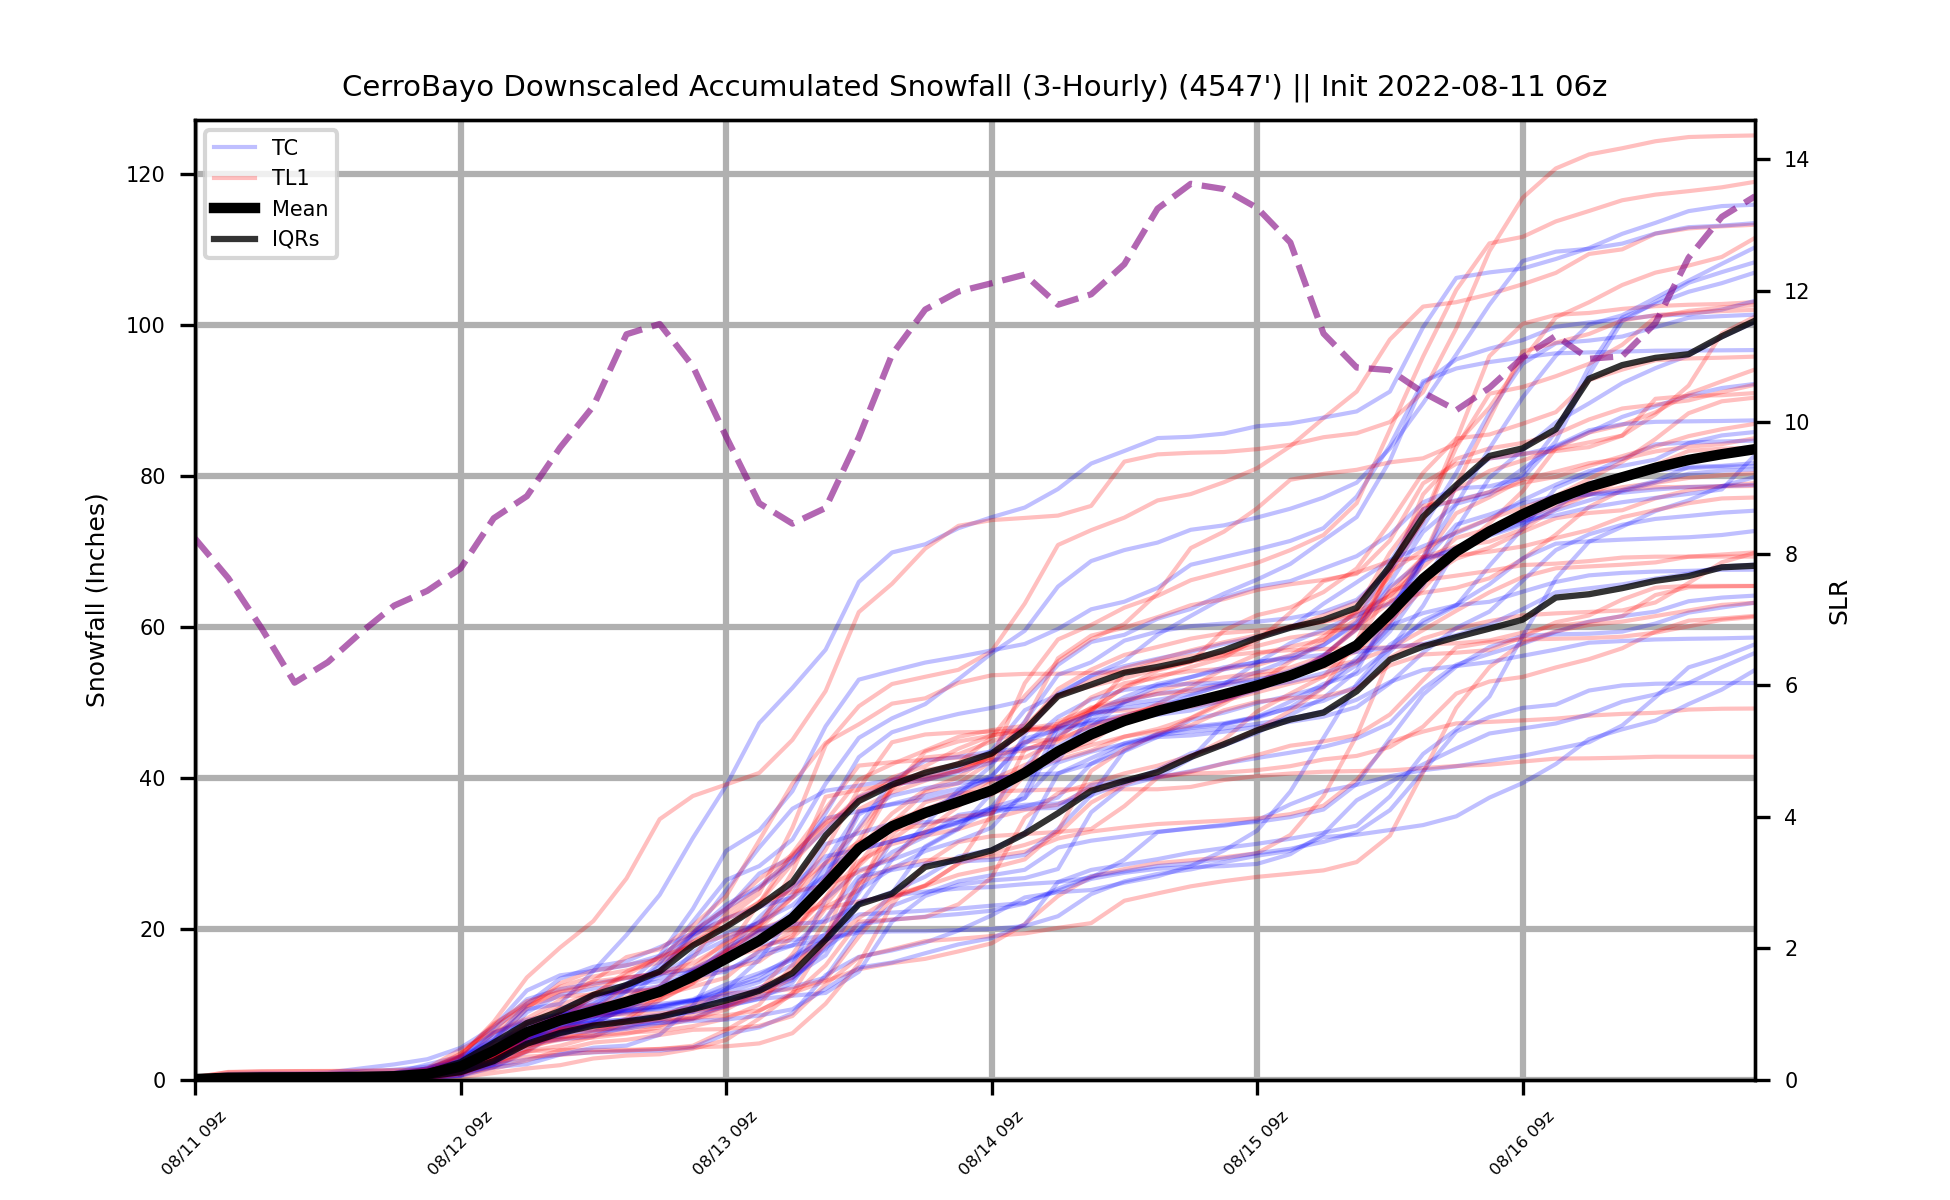 CerroBayo Downscaled Accumulated Snowfall (3-Hourly) (4547') || Init 2022-08-11 06z
TC
TL1
Mean
IQRs
120
100
80
60
40
20
0
Snowfall (Inches)
14
12
10
8
6
4
2
0
SLR
08/11 09z
08/12 09z
08/13 09z
08/14 09z
08/15 09z
08/16 09z